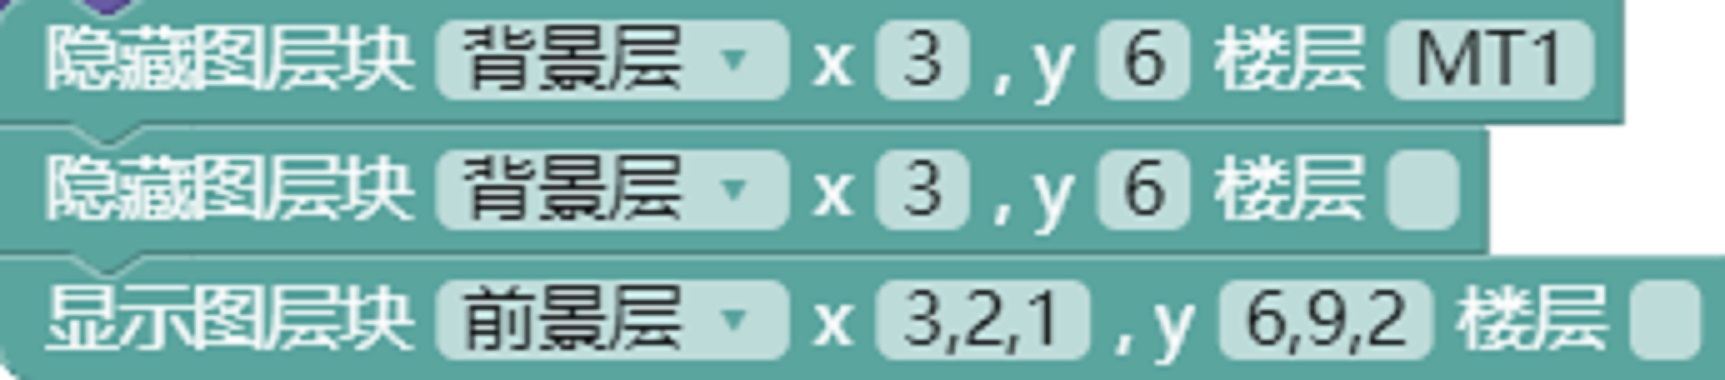 隐藏图层块 背景层 x 3 , y 6 楼层 MT1
隐藏图层块 背景层 x 3 , y 6 楼层
显示图层块 前景层 x 3,2,1 , y 6,9,2 楼层